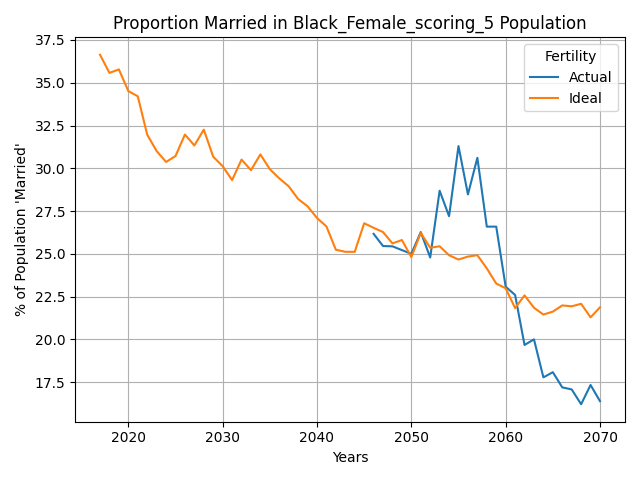 Proportion Married in Black_Female_scoring_5 Population
37.5
35.0
32.5
30.0
27.5
25.0
22.5
20.0
17.5
% of Population 'Married'
Fertility
Actual
Ideal
2020 2030 2040 2050 2060 2070
Years